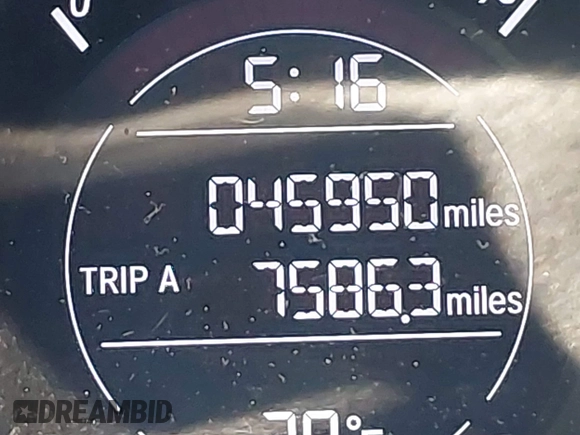 5:16
045950 miles
TRIP A 7586.3 miles
DREAMBID